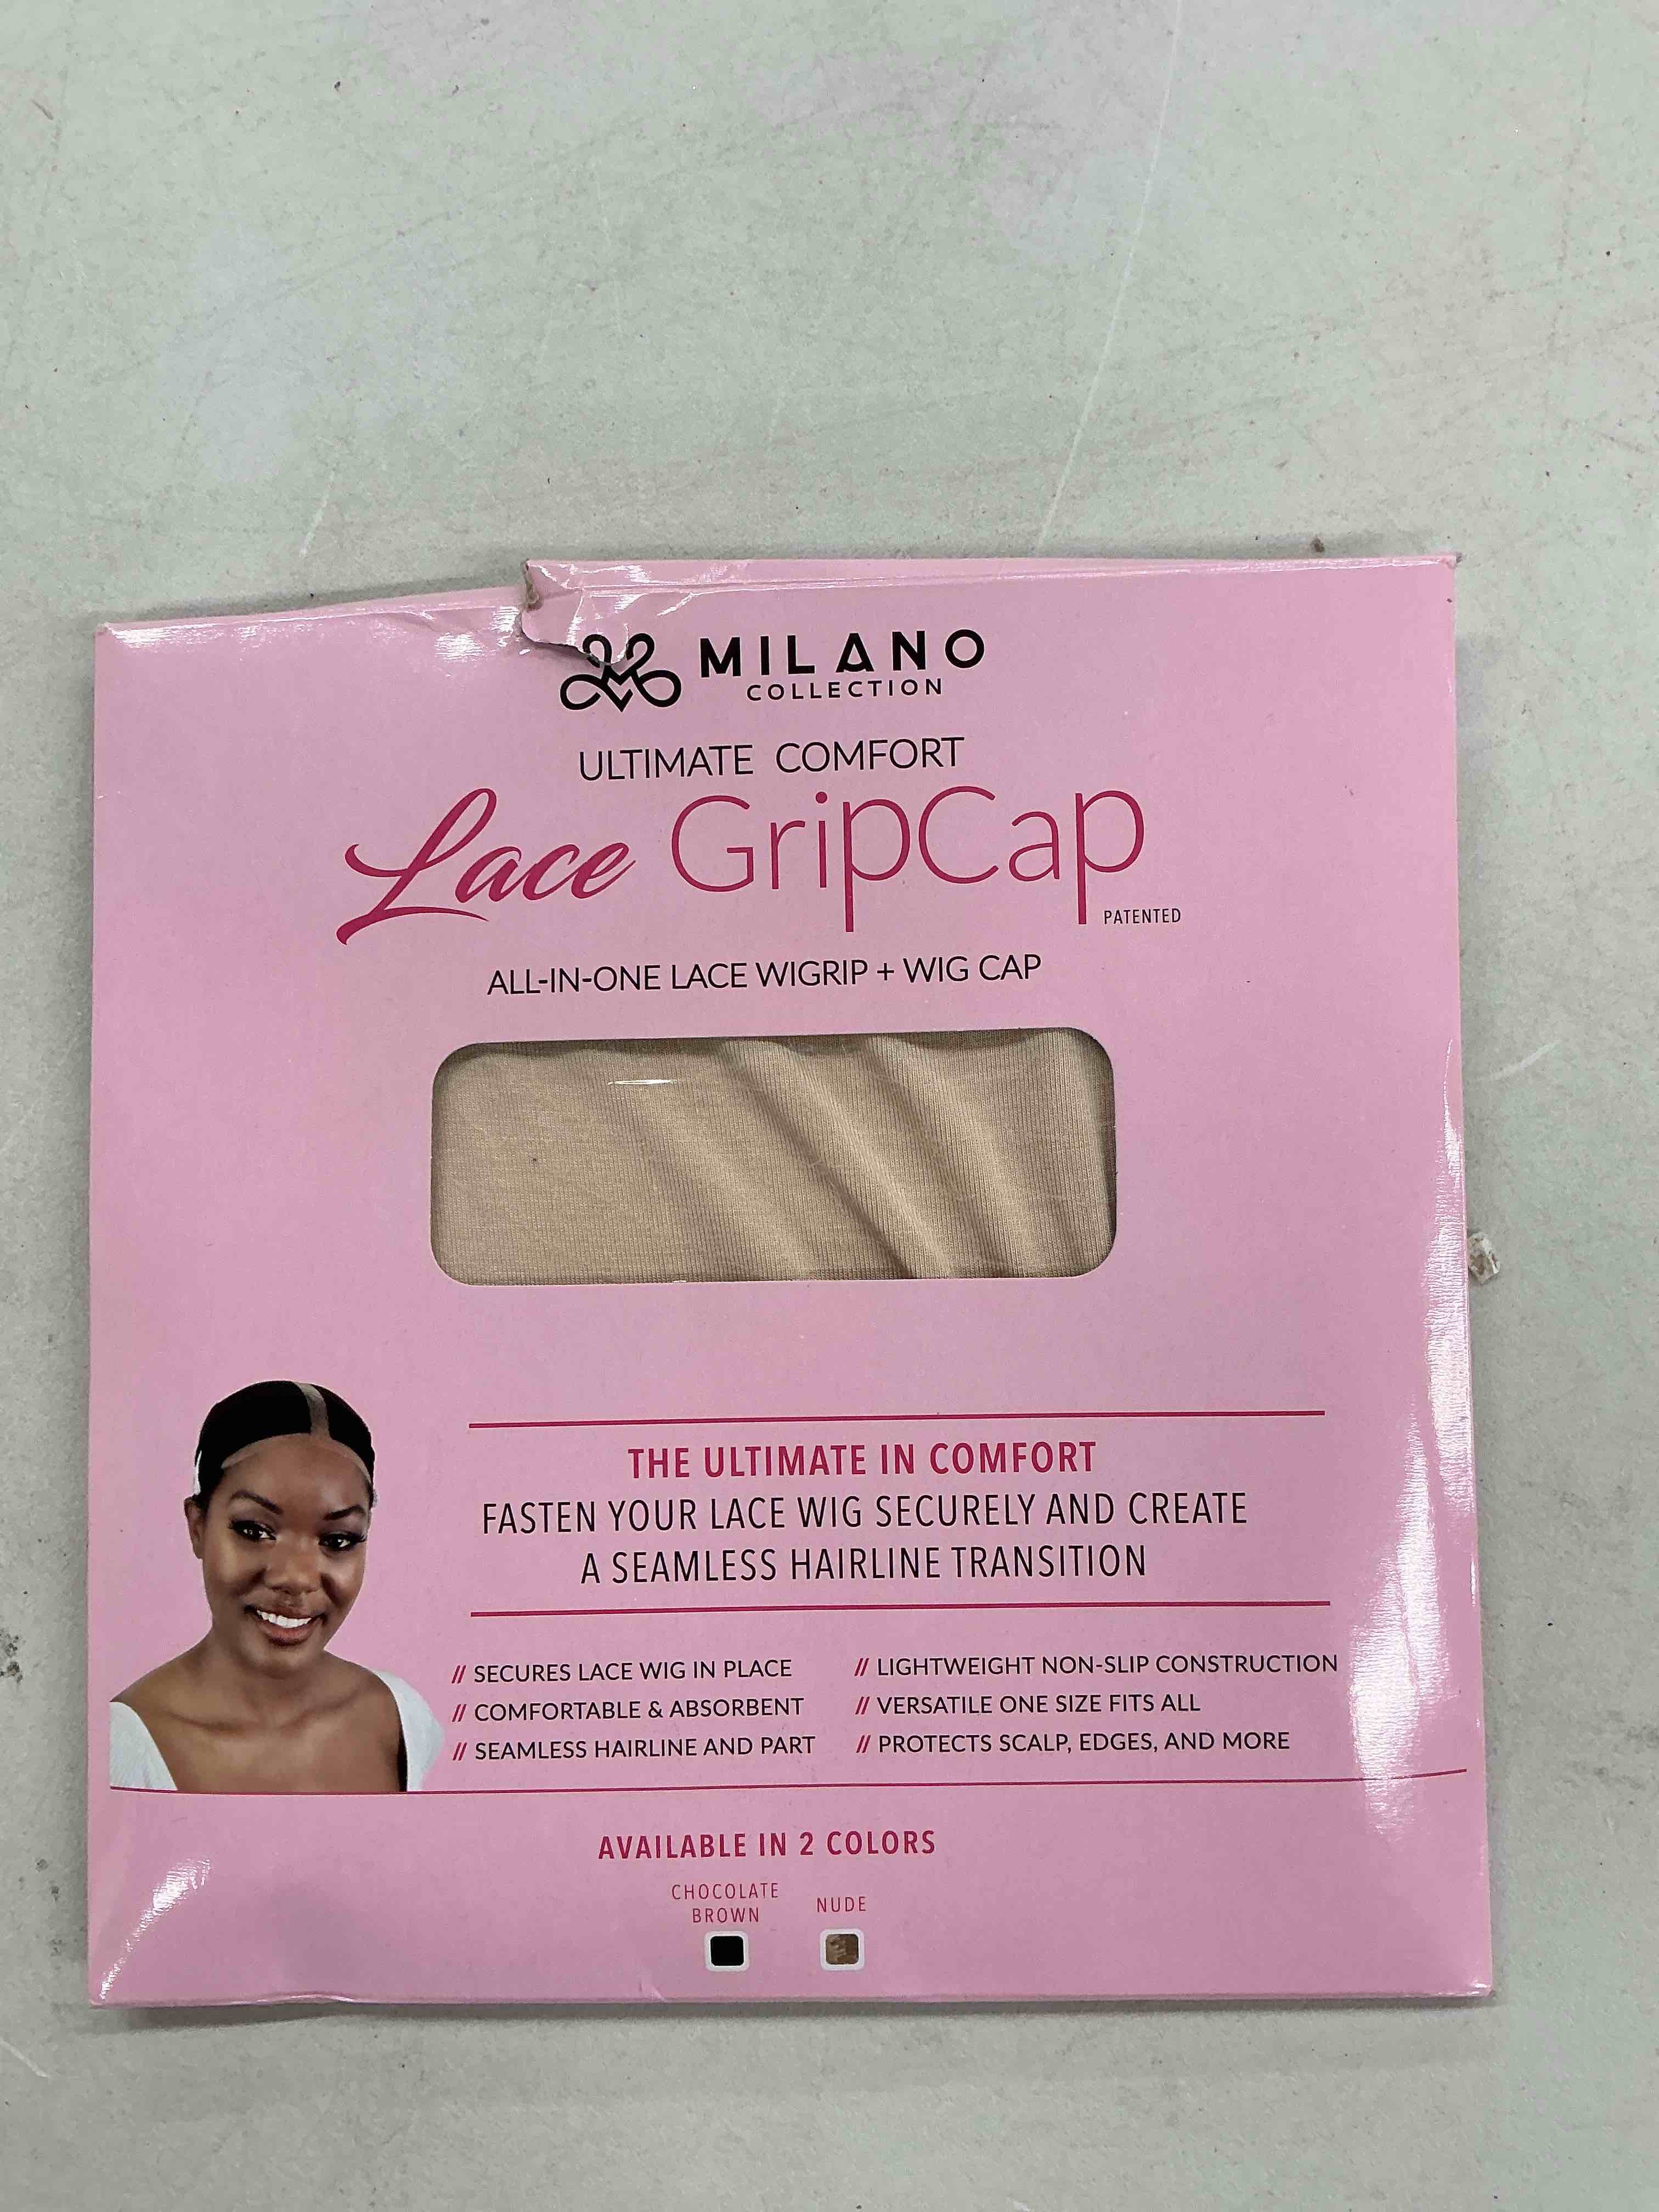 MILANO
COLLECTION
ULTIMATE COMFORT
Lace GripCap
PATENTED
ALL-IN-ONE LACE WIGRIP + WIG CAP
THE ULTIMATE IN COMFORT
FASTEN YOUR LACE WIG SECURELY AND CREATE
A SEAMLESS HAIRLINE TRANSITION
// SECURES LACE WIG IN PLACE
// COMFORTABLE & ABSORBENT
// SEAMLESS HAIRLINE AND PART
// LIGHTWEIGHT NON-SLIP CONSTRUCTION
// VERSATILE ONE SIZE FITS ALL
// PROTECTS SCALP, EDGES, AND MORE
AVAILABLE IN 2 COLORS
CHOCOLATE
BROWN
NUDE